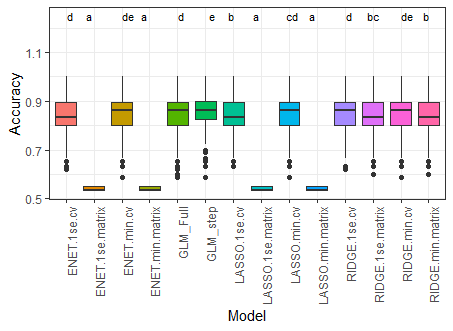 d a de a d e b a cd a d bc de b
1.1
0.9
0.7
0.5
Accuracy
ENET.1se.cv
ENET.1se.matrix
ENET.min.cv
ENET.min.matrix
GLM_Full
GLM_step
LASSO.1se.cv
LASSO.1se.matrix
LASSO.min.cv
LASSO.min.matrix
RIDGE.1se.cv
RIDGE.1se.matrix
RIDGE.min.cv
RIDGE.min.matrix
Model